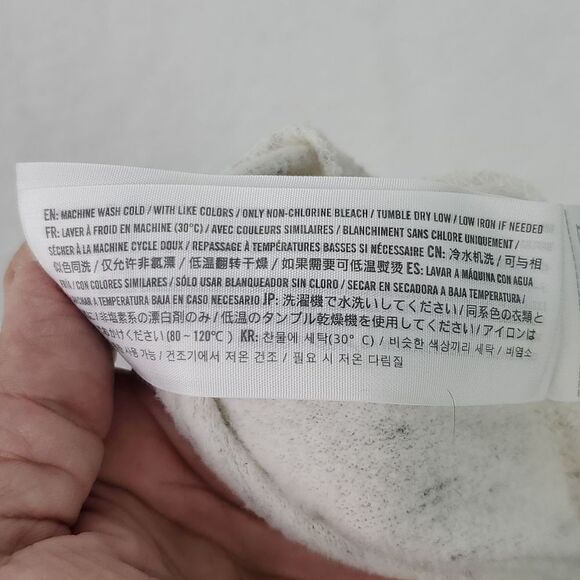 EN: MACHINE WASH COLD / WITH LIKE COLORS / ONLY NON-CHLORINE BLEACH / TUMBLE DRY LOW / LOW IRON IF NEEDED
FR: LAVER À FROID EN MACHINE (30°C) / AVEC COULEURS SIMILAIRES / BLANCHIMENT SANS CHLORE UNIQUEMENT /
SÉCHER À LA MACHINE CYCLE DOUX / REPASSAGE À TEMPÉRATURES BASSES SI NÉCESSAIRE CN: 冷水机洗 / 可与相
似色同洗 / 仅允许非氯漂 / 低温翻转干燥 / 如果需要可低温熨烫 ES: LAVAR A MÁQUINA CON AGUA
/ CON COLORES SIMILARES / SÓLO USAR BLANQUEADOR SIN CLORO / SECAR EN SECADORA A BAJA TEMPERATURA /
A TEMPERATURA BAJA EN CASO NECESARIO JP: 洗濯機で水洗いしてください / 同系色の衣類と
/ 非塩素系の漂白剤のみ / 低温のタンブル乾燥機を使用してください / アイロンは
かけください (80 – 120°C) KR: 찬물에 세탁(30° C) / 비슷한 색상끼리 세탁 / 비염소
사용 가능 / 건조기에서 저온 건조 / 필요 시 저온 다림질